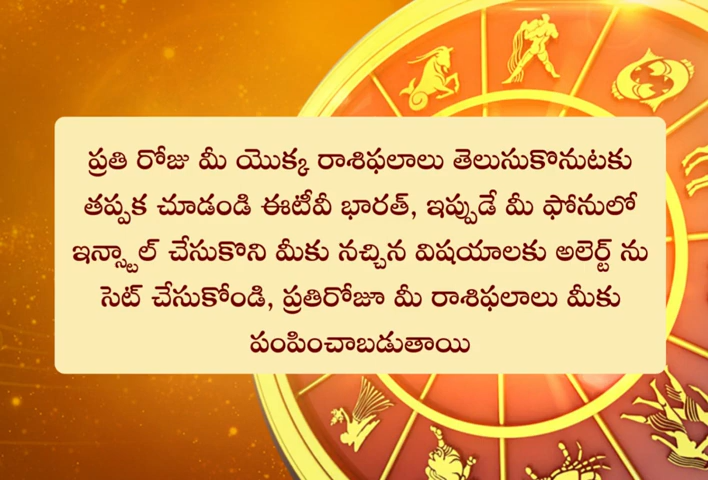 ప్రతి రోజు మీ యొక్క రాశిఫలాలు తెలుసుకొనుటకు
తప్పక చూడండి ఈటీవీ భారత్, ఇప్పుడే మీ ఫోనులో
ఇన్స్టాల్ చేసుకొని మీకు నచ్చిన విషయాలకు అలెర్ట్ ను
సెట్ చేసుకోండి, ప్రతిరోజూ మీ రాశిఫలాలు మీకు
పంపించాబడుతాయి